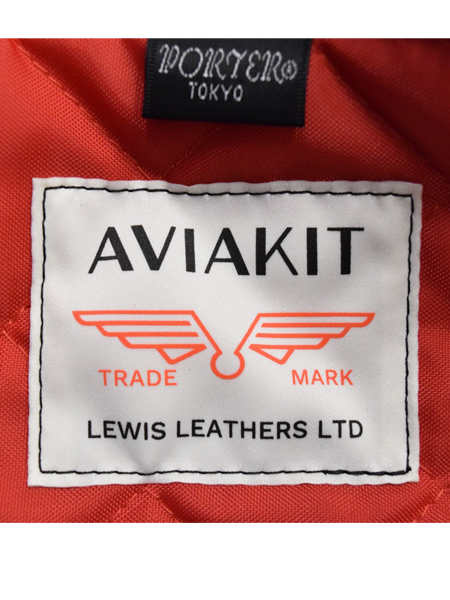 PORTER®
TOKYO
AVIAKIT
TRADE MARK
LEWIS LEATHERS LTD